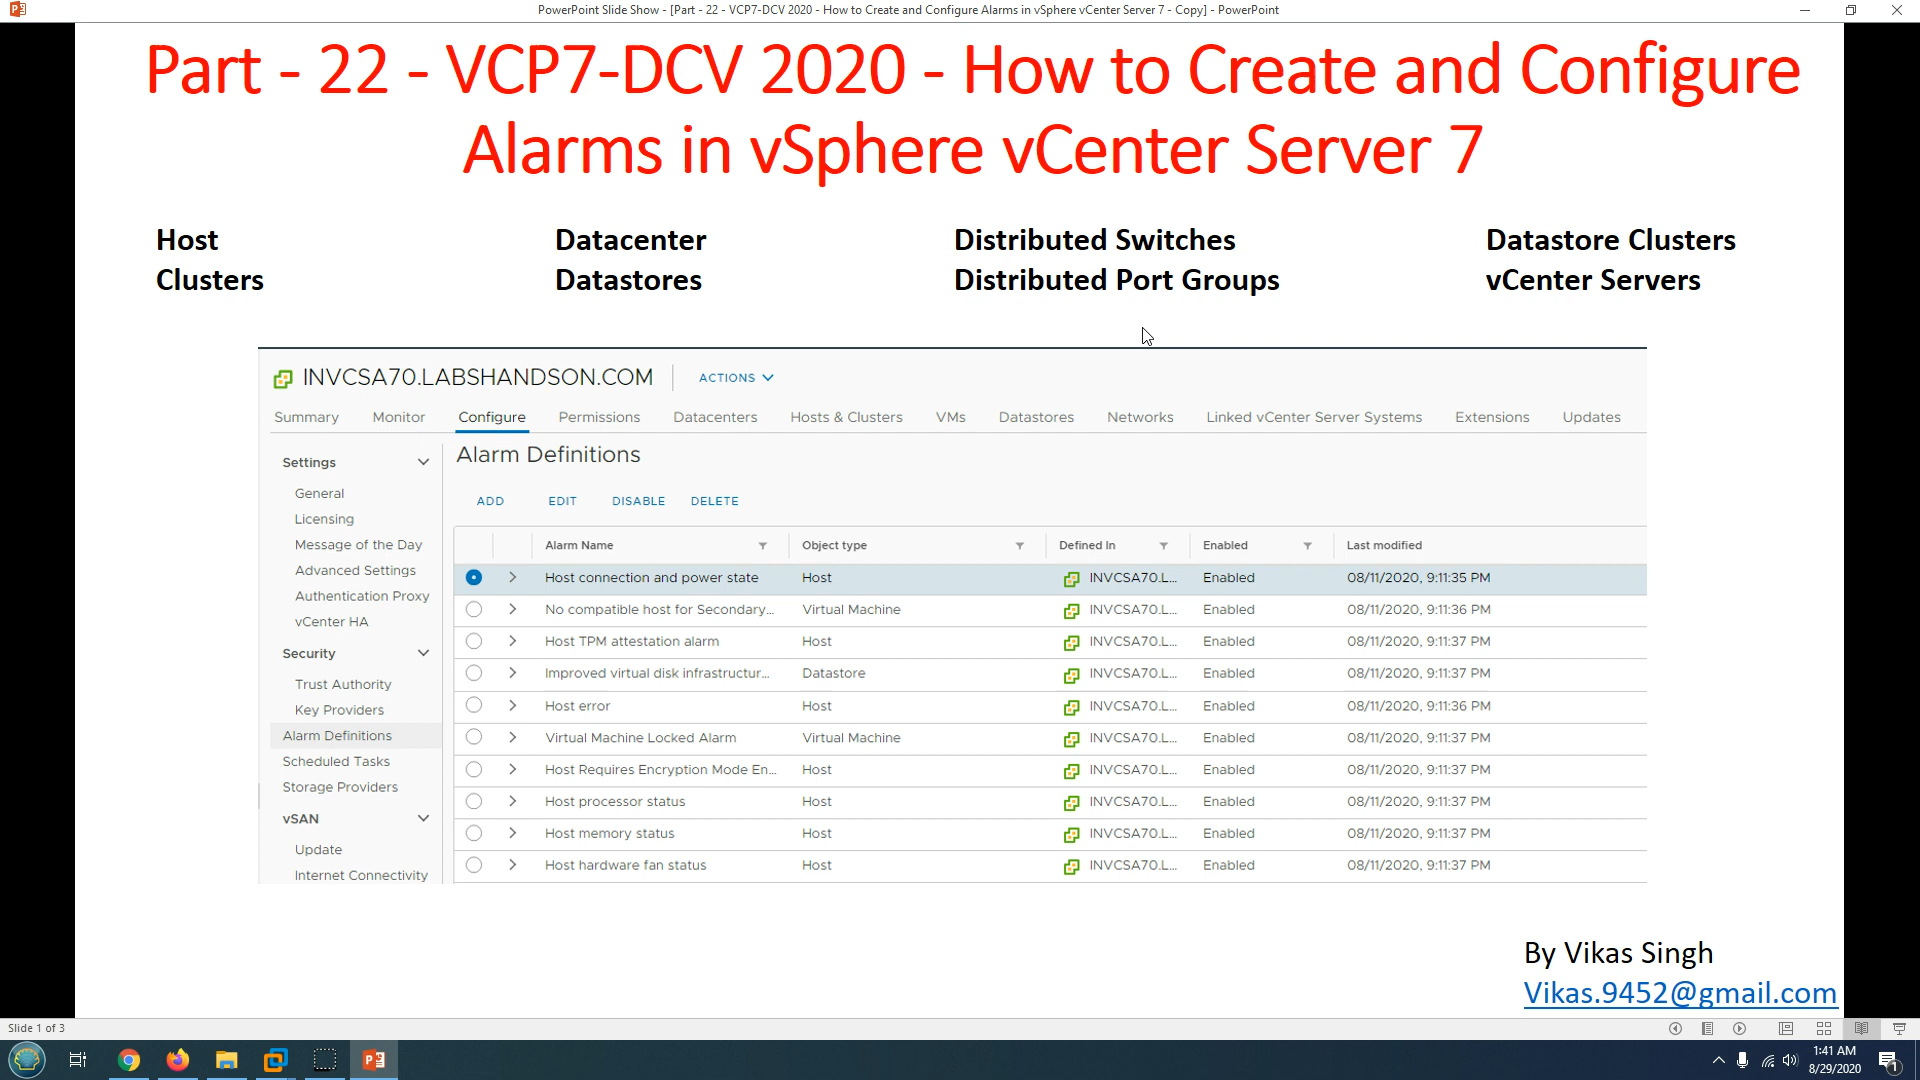 PowerPoint Slide Show - [Part - 22 - VCP7-DCV 2020 - How to Create and Configure Alarms in vSphere vCenter Server 7 - Copy] - PowerPoint
Part - 22 - VCP7-DCV 2020 - How to Create and Configure
Alarms in vSphere vCenter Server 7
Host Datacenter Distributed Switches Datastore Clusters
Clusters Datastores Distributed Port Groups vCenter Servers
INVCSA70.LABSHANDSON.COM ACTIONS
Summary Monitor Configure Permissions Datacenters Hosts & Clusters VMs Datastores Networks Linked vCenter Server Systems Extensions Updates
Settings
General
Licensing
Message of the Day
Advanced Settings
Authentication Proxy
vCenter HA
Security
Trust Authority
Key Providers
Alarm Definitions
Scheduled Tasks
Storage Providers
vSAN
Update
Internet Connectivity
Alarm Definitions
ADD EDIT DISABLE DELETE
Alarm Name Object type Defined In Enabled Last modified
Host connection and power state Host INVCSA70.L... Enabled 08/11/2020, 9:11:35 PM
No compatible host for Secondary... Virtual Machine INVCSA70.L... Enabled 08/11/2020, 9:11:36 PM
Host TPM attestation alarm Host INVCSA70.L... Enabled 08/11/2020, 9:11:37 PM
Improved virtual disk infrastructur... Datastore INVCSA70.L... Enabled 08/11/2020, 9:11:37 PM
Host error Host INVCSA70.L... Enabled 08/11/2020, 9:11:36 PM
Virtual Machine Locked Alarm Virtual Machine INVCSA70.L... Enabled 08/11/2020, 9:11:37 PM
Host Requires Encryption Mode En... Host INVCSA70.L... Enabled 08/11/2020, 9:11:37 PM
Host processor status Host INVCSA70.L... Enabled 08/11/2020, 9:11:37 PM
Host memory status Host INVCSA70.L... Enabled 08/11/2020, 9:11:37 PM
Host hardware fan status Host INVCSA70.L... Enabled 08/11/2020, 9:11:37 PM
By Vikas Singh
Vikas.9452@gmail.com
Slide 1 of 3
1:41 AM
8/29/2020
1